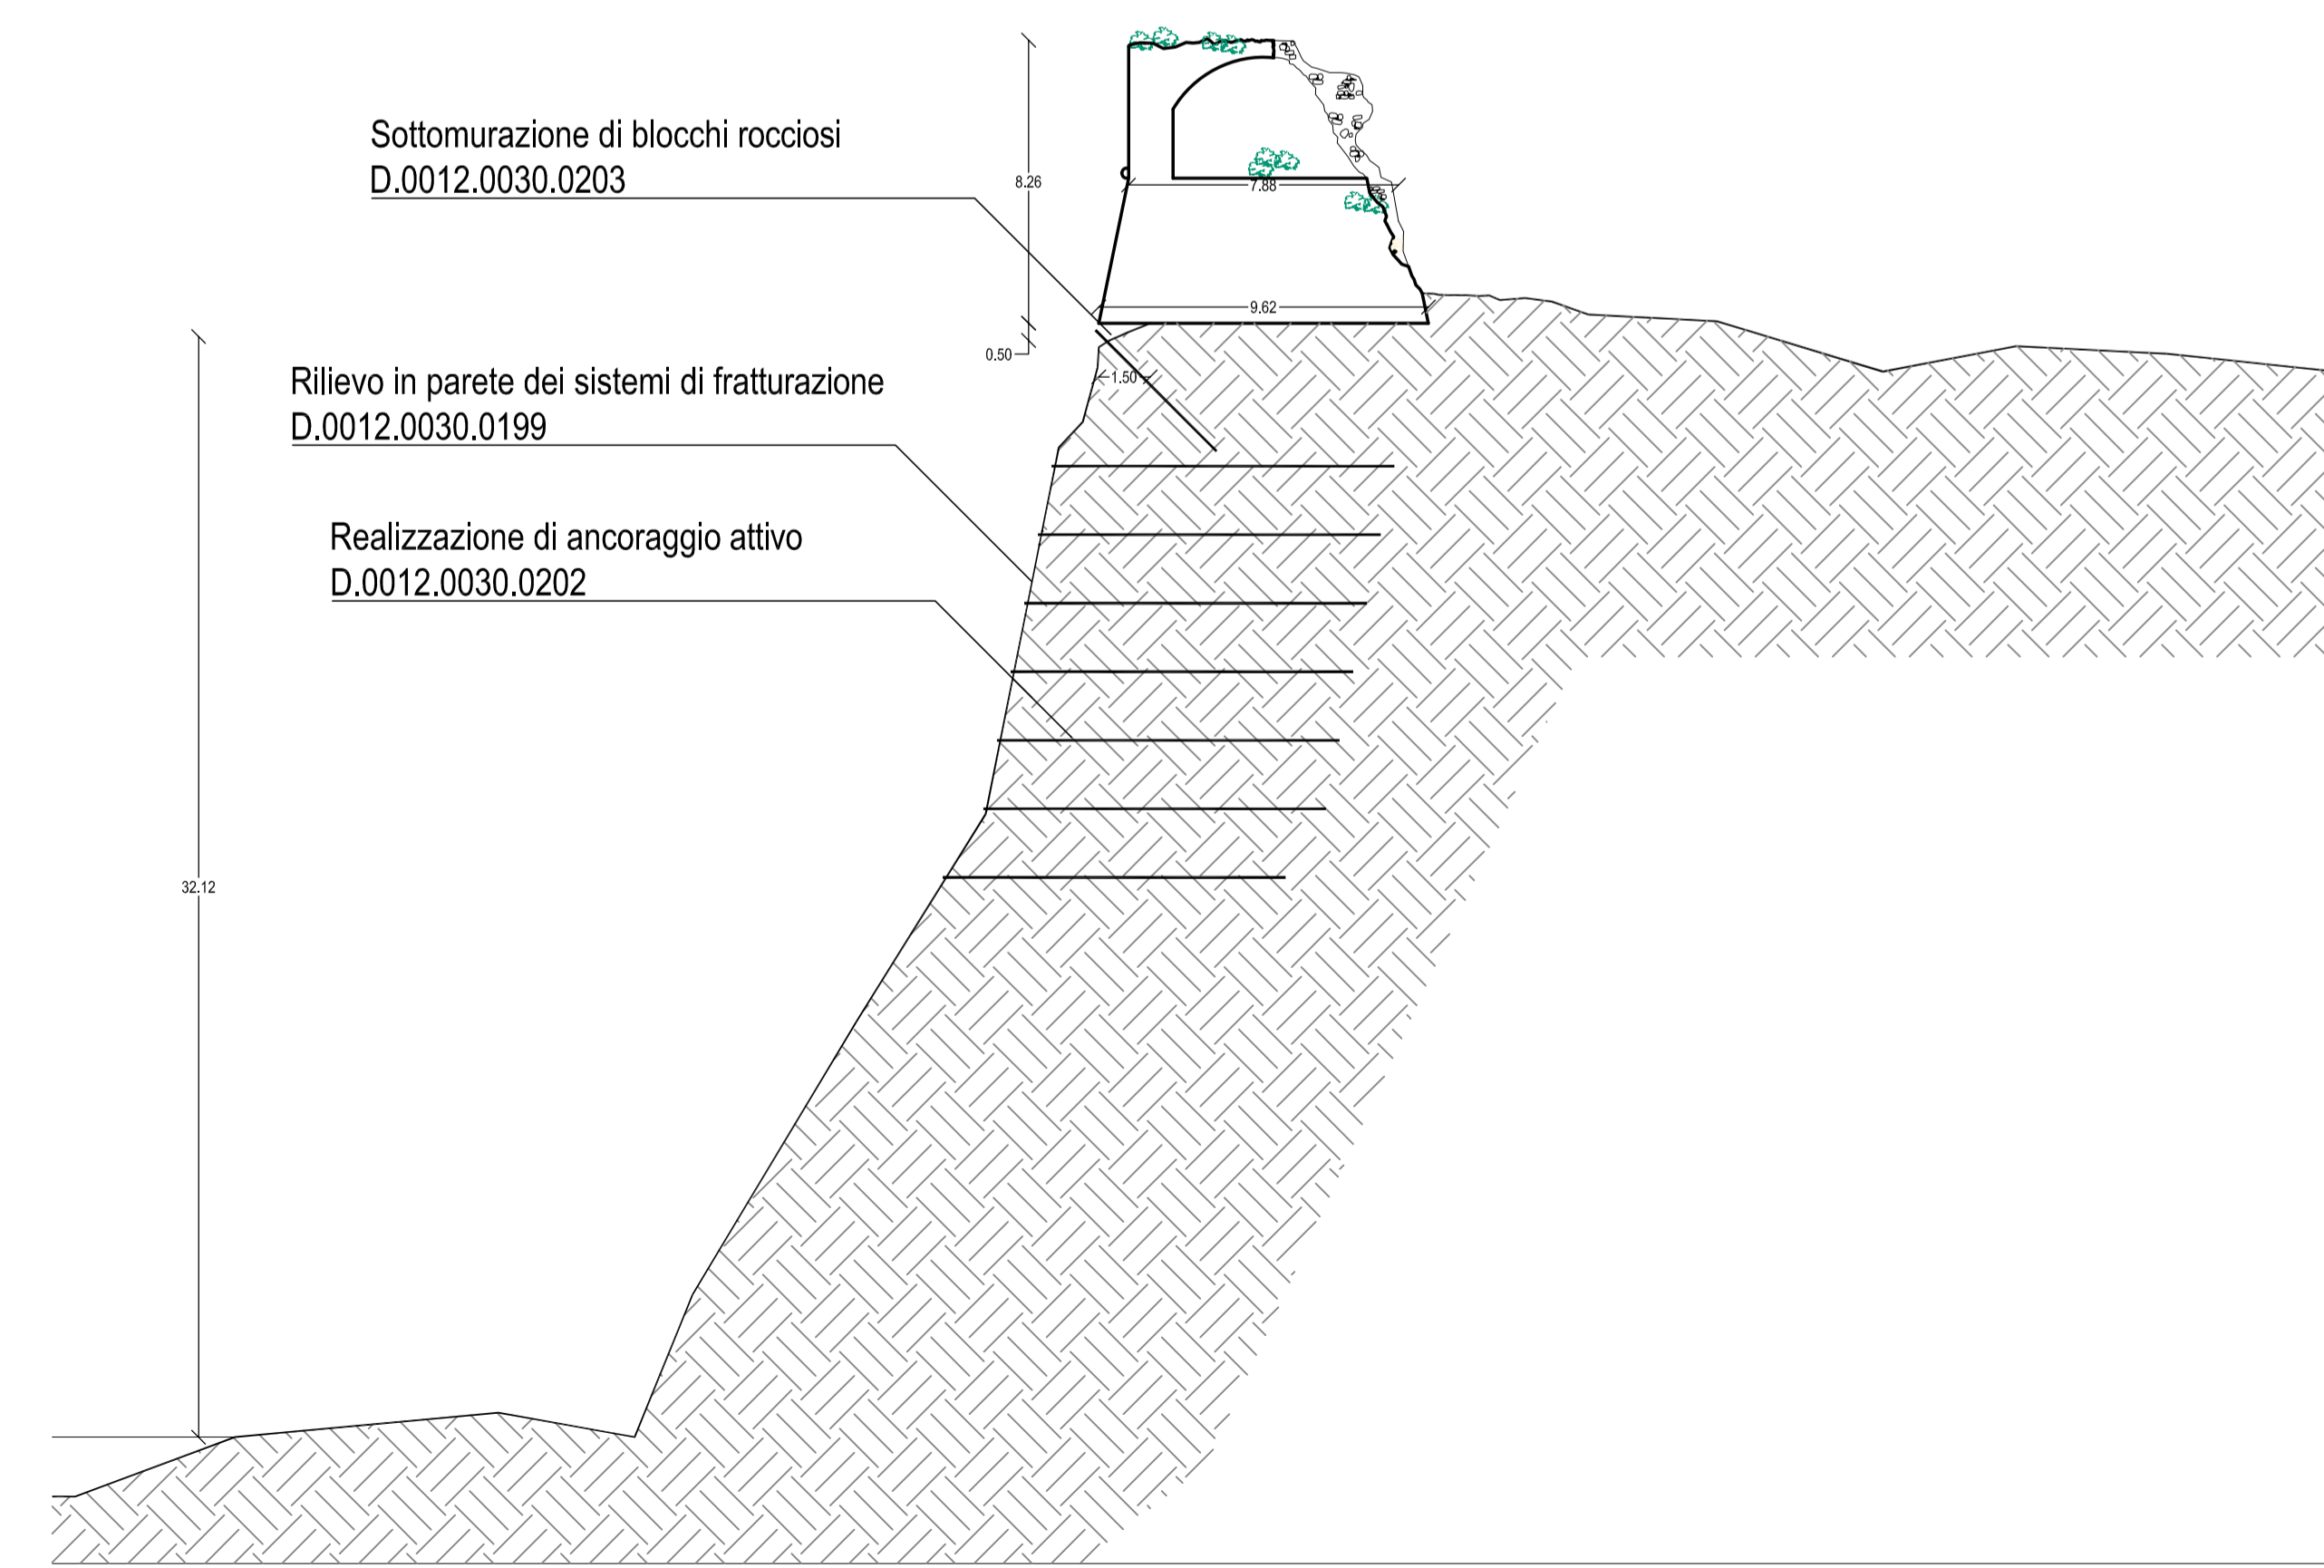 Sottomurazione di blocchi rocciosi
D.0012.0030.0203
8.26
7.88
9.62
0.50
1.50
Rilievo in parete dei sistemi di fratturazione
D.0012.0030.0199
Realizzazione di ancoraggio attivo
D.0012.0030.0202
32.12